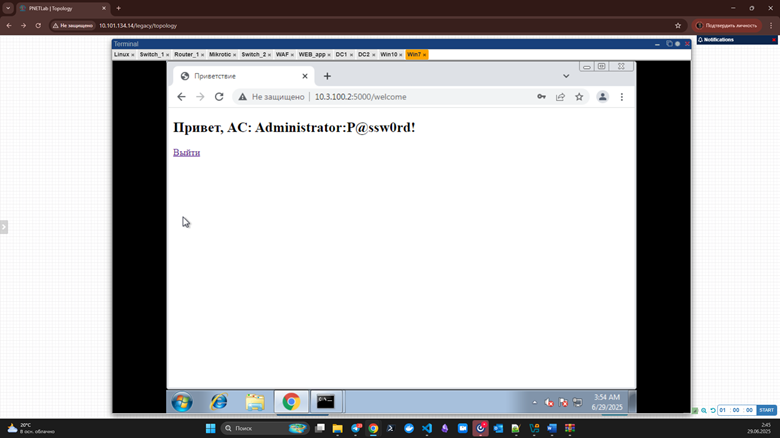 PNETLab | Topology
Не защищено
10.101.134.14/legacy/topology
Подтвердить личность
Terminal
Notifications
Linux
Switch_1
Router_1
Mikrotic
Switch_2
WAF
WEB_app
DC1
DC2
Win10
Win7
Приветствие
Не защищено
10.3.100.2:5000/welcome
Привет, AC: Administrator:P@ssw0rd!
Выйти
3:54 AM
6/29/2025
01 : 00 : 00
START
20°C
В осн. облачно
Поиск
2:45
29.06.2025